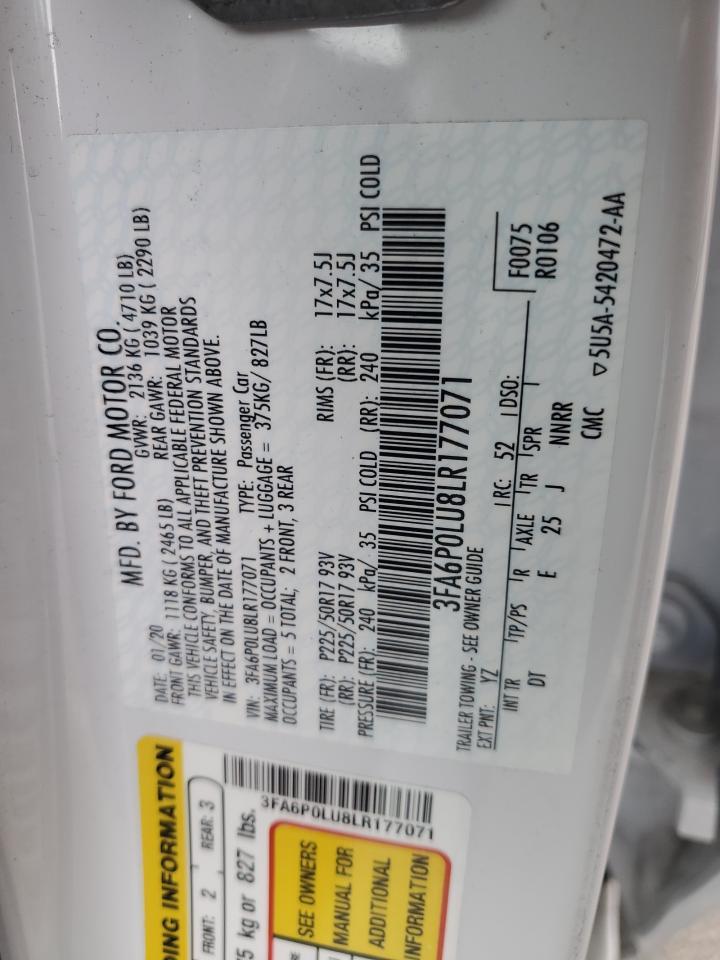 MFD. BY FORD MOTOR CO.
DATE: 01/20 GVWR: 2136 KG ( 4710 LB)
FRONT GAWR: 1118 KG ( 2465 LB) REAR GAWR: 1039 KG ( 2290 LB)
THIS VEHICLE CONFORMS TO ALL APPLICABLE FEDERAL MOTOR
VEHICLE SAFETY, BUMPER, AND THEFT PREVENTION STANDARDS
IN EFFECT ON THE DATE OF MANUFACTURE SHOWN ABOVE.
VIN: 3FA6P0LU8LR177071 TYPE: Passenger Car
MAXIMUM LOAD = OCCUPANTS + LUGGAGE = 375KG/ 827LB
OCCUPANTS = 5 TOTAL; 2 FRONT, 3 REAR
TIRE (FR): P225/50R17 93V RIMS (FR): 17x7.5J
(RR): P225/50R17 93V (RR): 17x7.5J
PRESSURE (FR): 240 kPa/ 35 PSI COLD (RR): 240 kPa/ 35 PSI COLD
3FA6P0LU8LR177071
TRAILER TOWING - SEE OWNER GUIDE
EXT PNT: YZ RC: 52 DSO: F0075
INT TR TP/PS R AXLE TR SPR R0106
DT E 25 J NNRR
CMC ▽5U5A-5420472-AA
DING INFORMATION
FRONT: 2 REAR: 3
5 kg or 827 lbs.
3FA6P0LU8LR177071
SEE OWNERS
MANUAL FOR
ADDITIONAL
INFORMATION